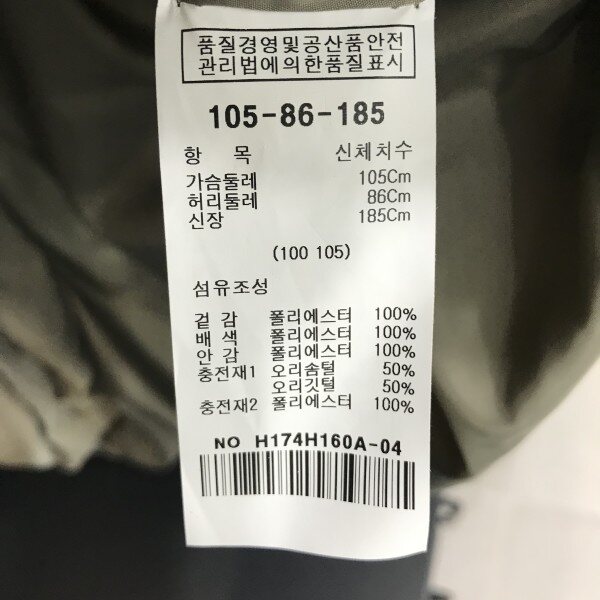 품질경영및공산품안전
관리법에의한품질표시
105-86-185
항 목 신체치수
가슴둘레 105Cm
허리둘레 86Cm
신장 185Cm
(100 105)
섬유조성
겉 감 폴리에스터 100%
배 색 폴리에스터 100%
안 감 폴리에스터 100%
충전재1 오리솜털 50%
오리깃털 50%
충전재2 폴리에스터 100%
NO H174H160A-04